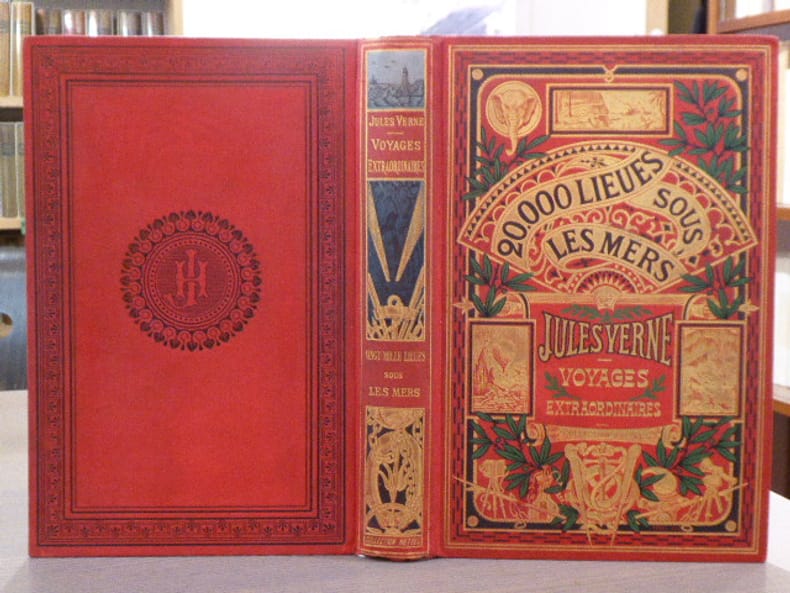 JH
JULES VERNE
VOYAGES
EXTRAORDINAIRES
VINGT MILLE LIEUES
SOUS
LES MERS
COLLECTION HETZEL
20.000 LIEUES
SOUS
LES MERS
JULES VERNE
VOYAGES
EXTRAORDINAIRES